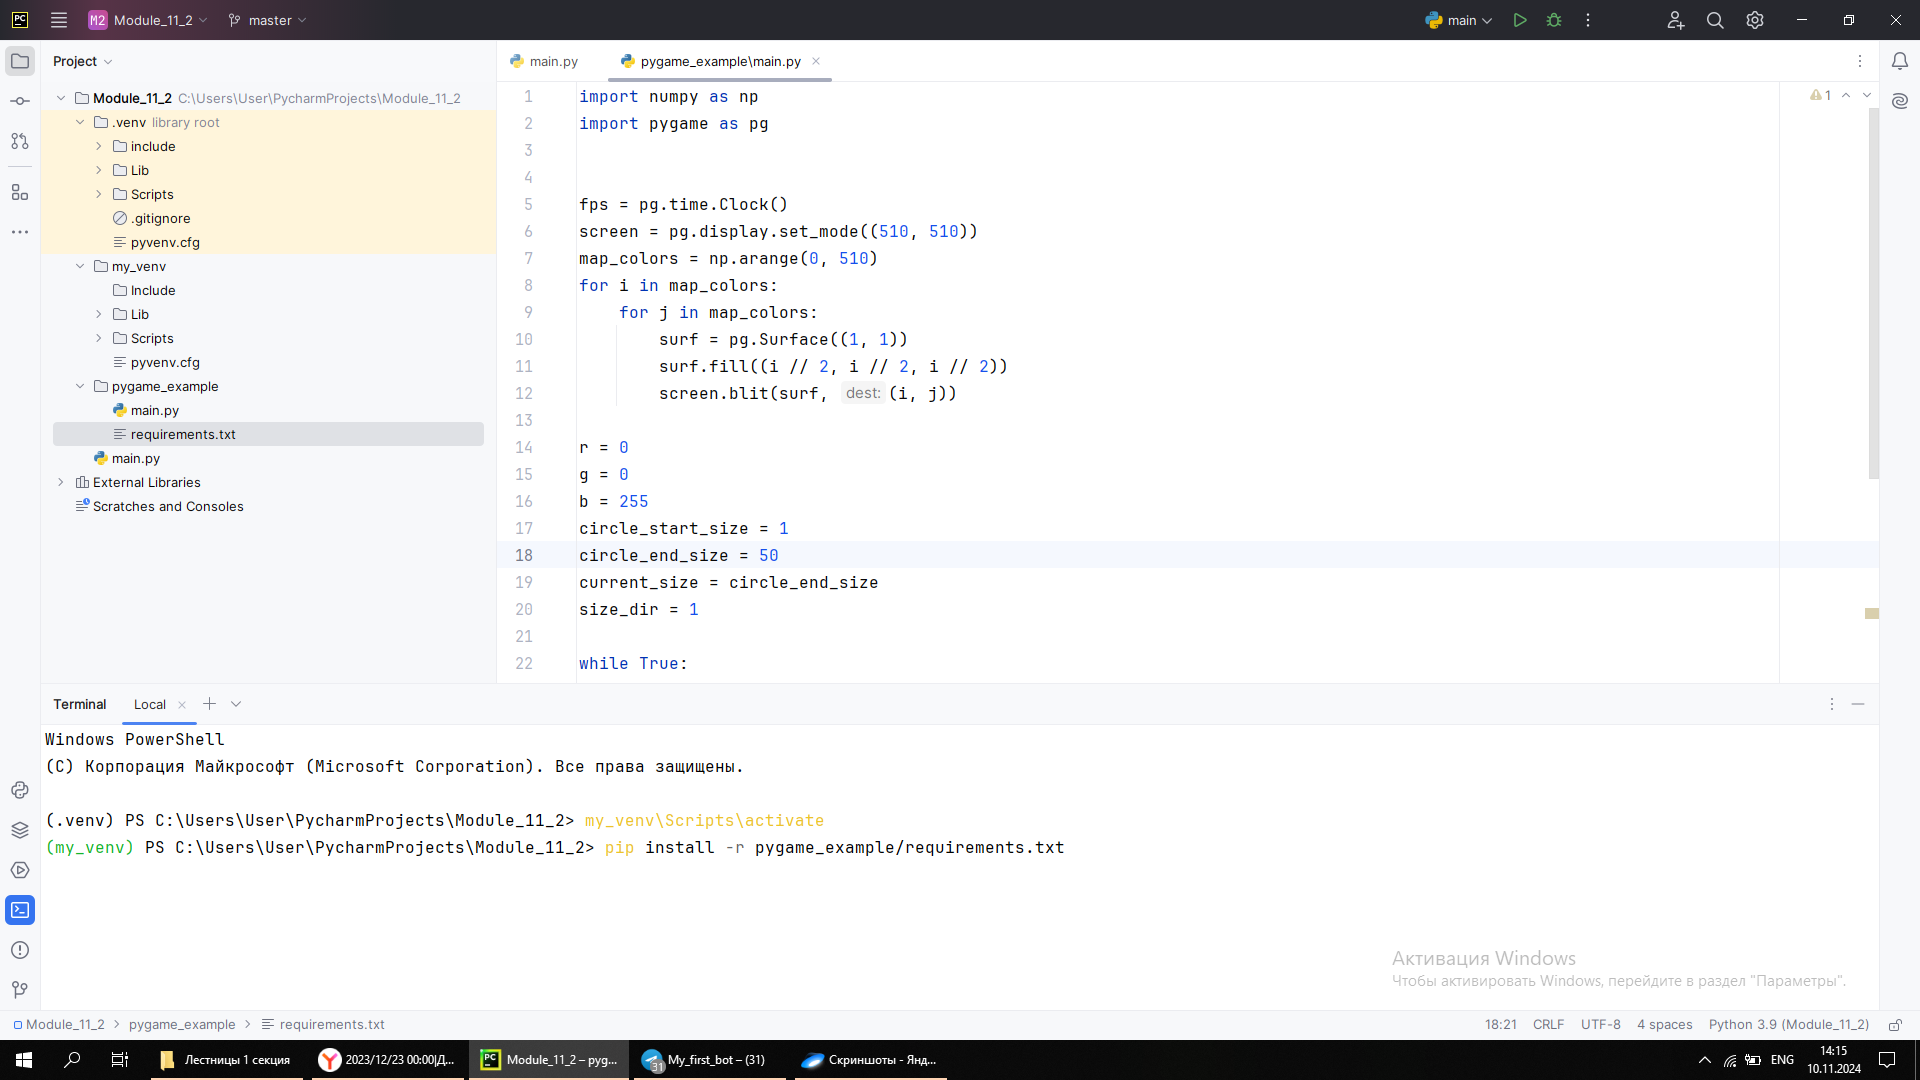 PC M2 Module_11_2 master main
Project
Module_11_2 C:\Users\User\PycharmProjects\Module_11_2
.venv library root
include
Lib
Scripts
.gitignore
pyvenv.cfg
my_venv
Include
Lib
Scripts
pyvenv.cfg
pygame_example
main.py
requirements.txt
main.py
External Libraries
Scratches and Consoles
main.py pygame_example\main.py
1
1 import numpy as np
2 import pygame as pg
3
4
5 fps = pg.time.Clock()
6 screen = pg.display.set_mode((510, 510))
7 map_colors = np.arange(0, 510)
8 for i in map_colors:
9 for j in map_colors:
10 surf = pg.Surface((1, 1))
11 surf.fill((i // 2, i // 2, i // 2))
12 screen.blit(surf, dest: (i, j))
13
14 r = 0
15 g = 0
16 b = 255
17 circle_start_size = 1
18 circle_end_size = 50
19 current_size = circle_end_size
20 size_dir = 1
21
22 while True:
Terminal Local
Windows PowerShell
(C) Корпорация Майкрософт (Microsoft Corporation). Все права защищены.
(.venv) PS C:\Users\User\PycharmProjects\Module_11_2> my_venv\Scripts\activate
(my_venv) PS C:\Users\User\PycharmProjects\Module_11_2> pip install -r pygame_example/requirements.txt
Активация Windows
Чтобы активировать Windows, перейдите в раздел "Параметры".
Module_11_2 > pygame_example > requirements.txt
18:21 CRLF UTF-8 4 spaces Python 3.9 (Module_11_2)
Лестницы 1 секция
2023/12/23 00:00|Д...
PC Module_11_2 – pyg...
31 My_first_bot – (31)
Скриншоты - Янд...
ENG
14:15
10.11.2024